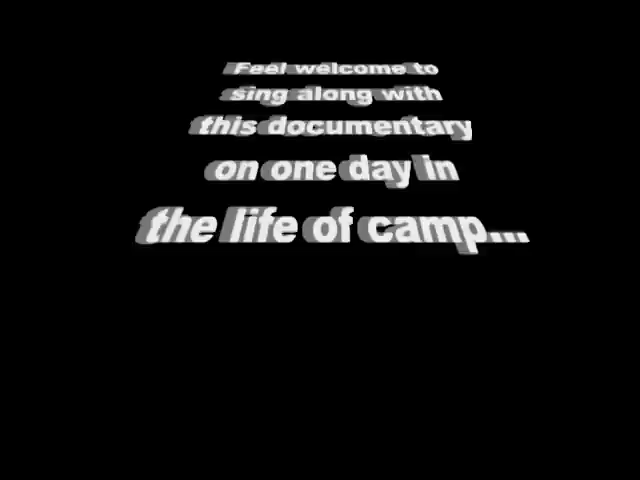 Feel welcome to
sing along with
this documentary
on one day in
the life of camp...